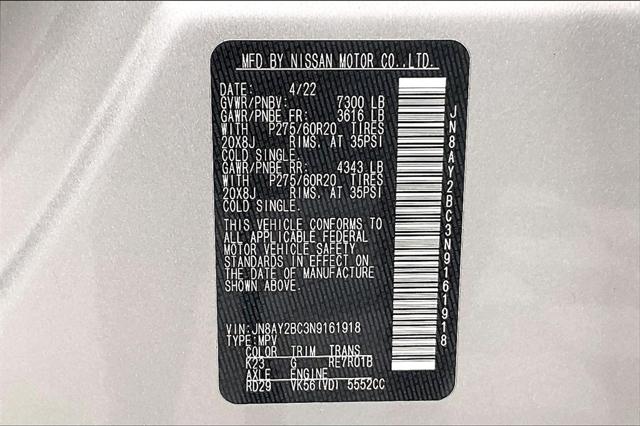 MFD BY NISSAN MOTOR CO.,LTD.
DATE: 4/22
GVWR/PNBV: 7300 LB
GAWR/PNBE FR: 3616 LB
WITH P275/60R20 TIRES
20X8J RIMS, AT 35PSI
COLD SINGLE.
GAWR/PNBE RR: 4343 LB
WITH P275/60R20 TIRES
20X8J RIMS, AT 35PSI
COLD SINGLE.
THIS VEHICLE CONFORMS TO
ALL APPLICABLE FEDERAL
MOTOR VEHICLE SAFETY
STANDARDS IN EFFECT ON
THE DATE OF MANUFACTURE
SHOWN ABOVE.
VIN:JN8AY2BC3N9161918
TYPE:MPV
COLOR TRIM TRANS
K23 G RE7R01B
AXLE ENGINE
RD29 VK56(VD) 5552CC
JN8AY2BC3N9161918